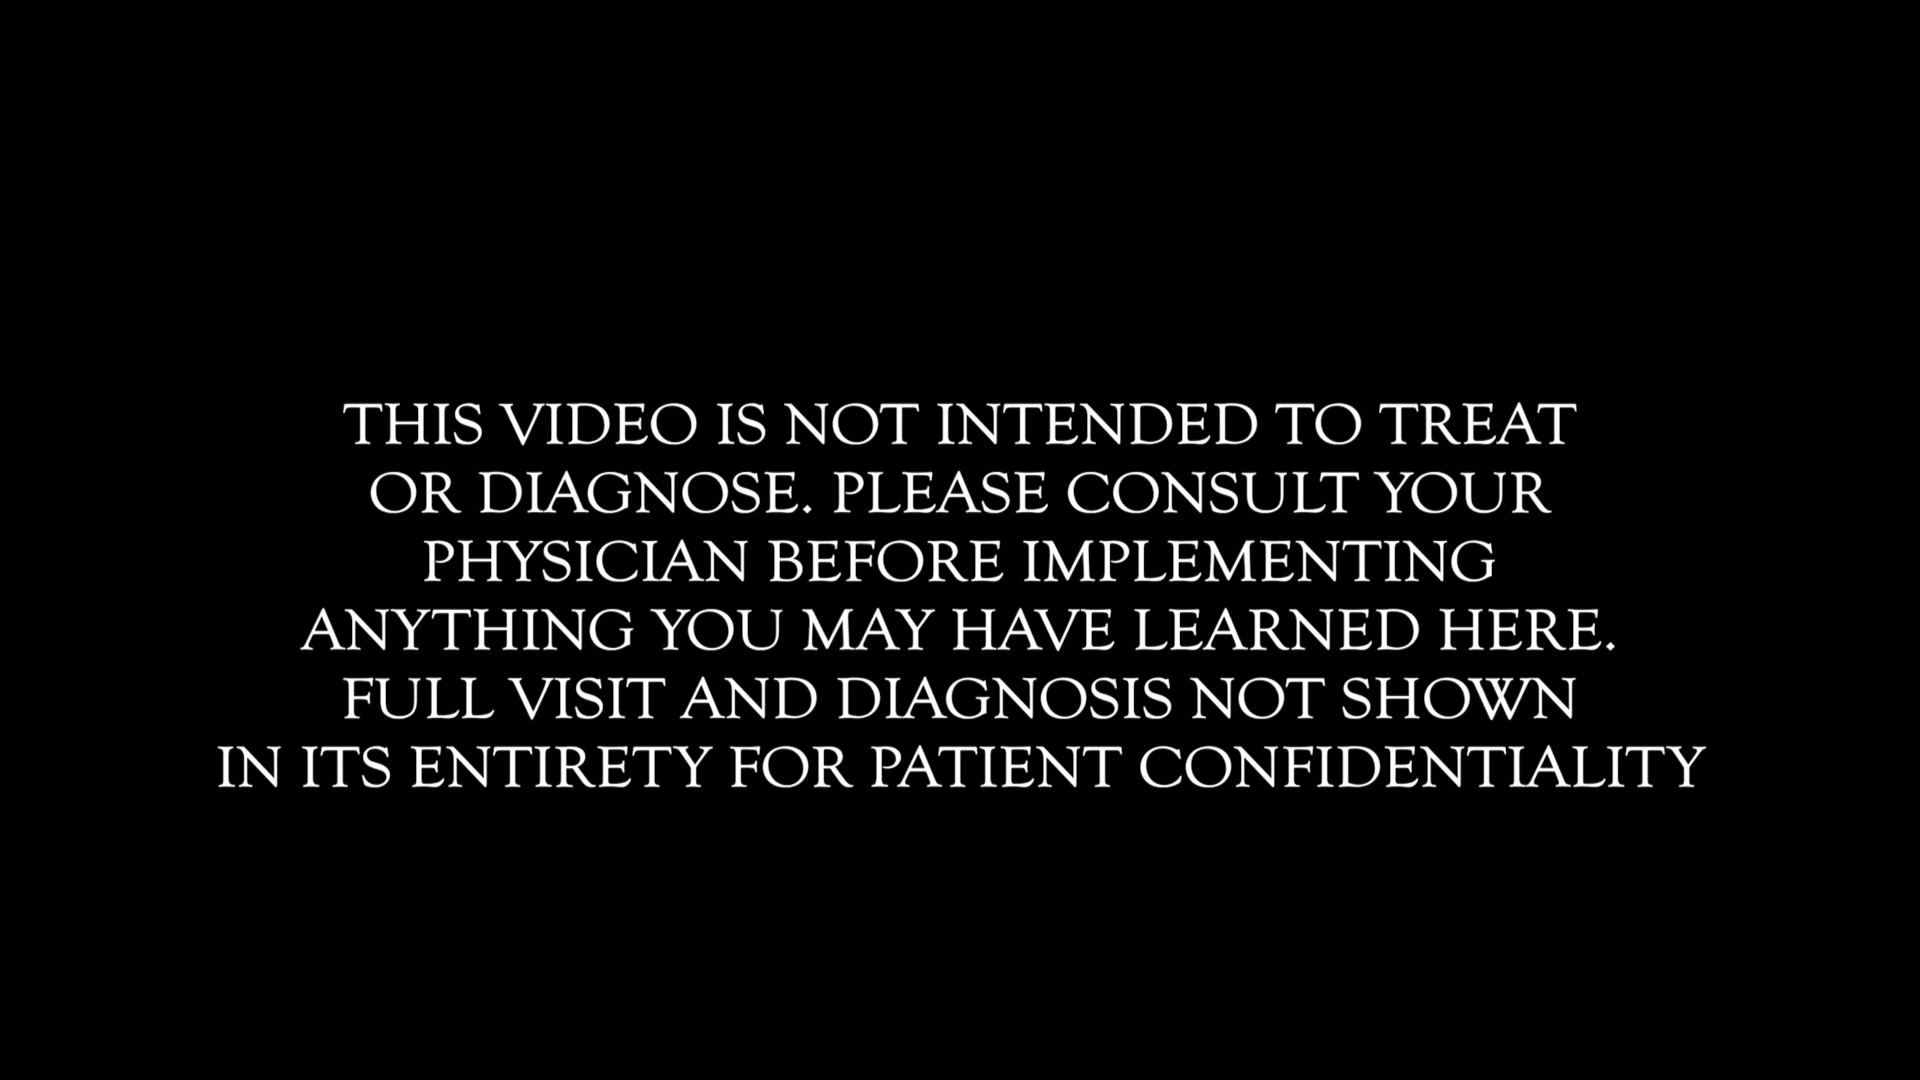 THIS VIDEO IS NOT INTENDED TO TREAT
OR DIAGNOSE. PLEASE CONSULT YOUR
PHYSICIAN BEFORE IMPLEMENTING
ANYTHING YOU MAY HAVE LEARNED HERE.
FULL VISIT AND DIAGNOSIS NOT SHOWN
IN ITS ENTIRETY FOR PATIENT CONFIDENTIALITY